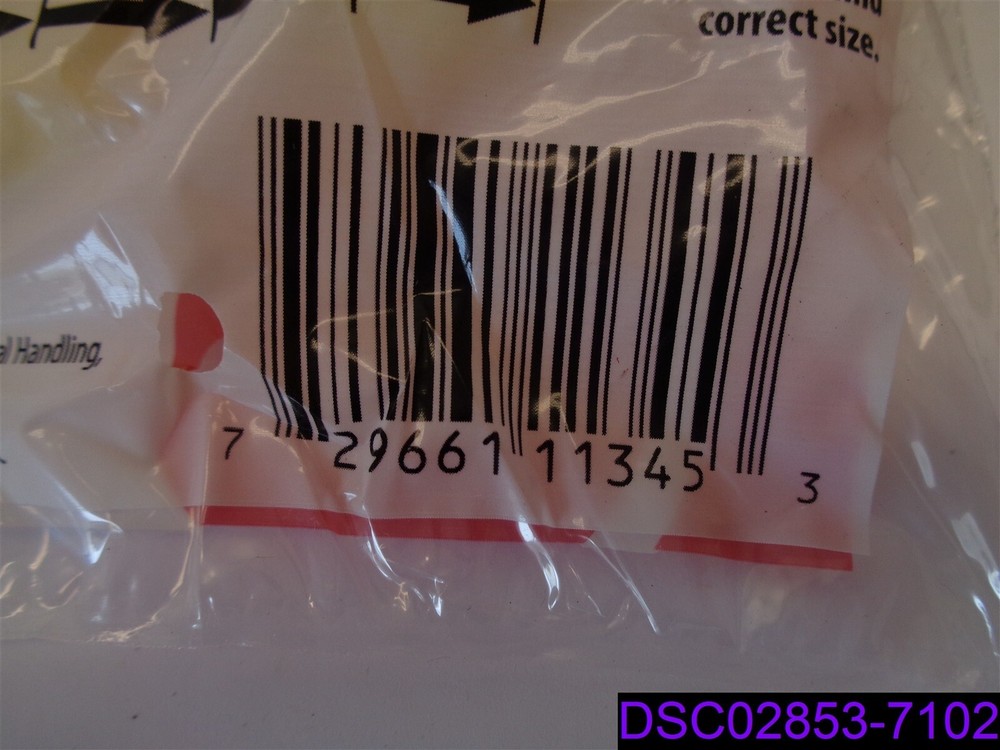 correct size.
al Handling,
7 29661 11345 3
DSC02853-7102